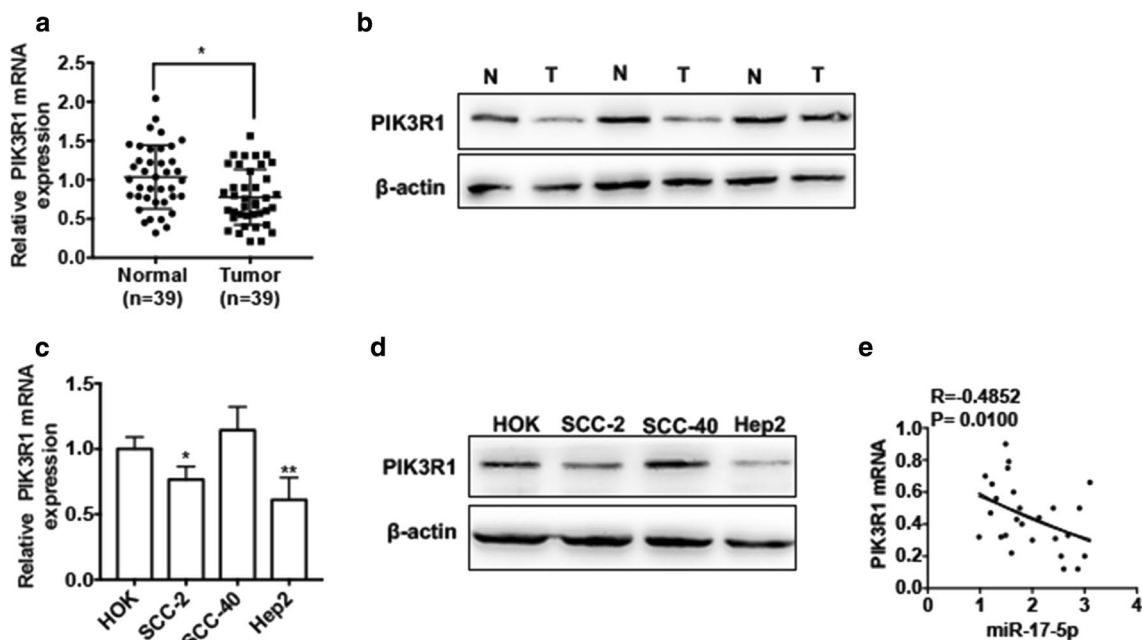 a
Relative PIK3R1 mRNA
expression
2.5
2.0
1.5
1.0
0.5
0.0
*
Normal
(n=39)
Tumor
(n=39)
b
N T N T N T
PIK3R1
β-actin
c
Relative PIK3R1 mRNA
expression
1.5
1.0
0.5
0.0
*
**
HOK
SCC-2
SCC-40
Hep2
d
HOK SCC-2 SCC-40 Hep2
PIK3R1
β-actin
e
R=-0.4852
P= 0.0100
PIK3R1 mRNA
1.0
0.8
0.6
0.4
0.2
0.0
0 1 2 3 4
miR-17-5p